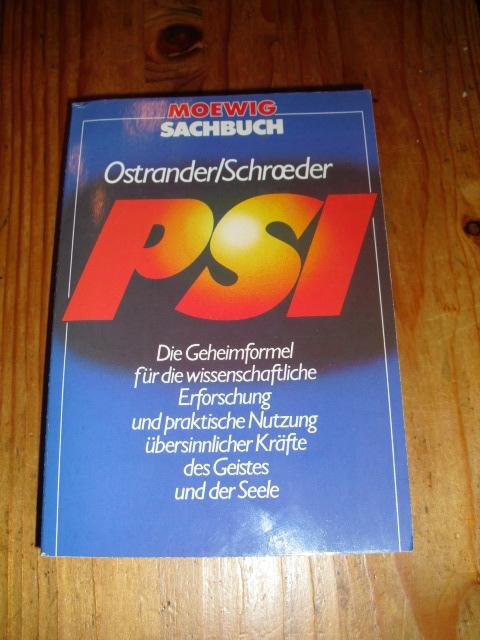 MOEWIG
SACHBUCH
Ostrander/Schrœder
PSI
Die Geheimformel
für die wissenschaftliche
Erforschung
und praktische Nutzung
übersinnlicher Kräfte
des Geistes
und der Seele